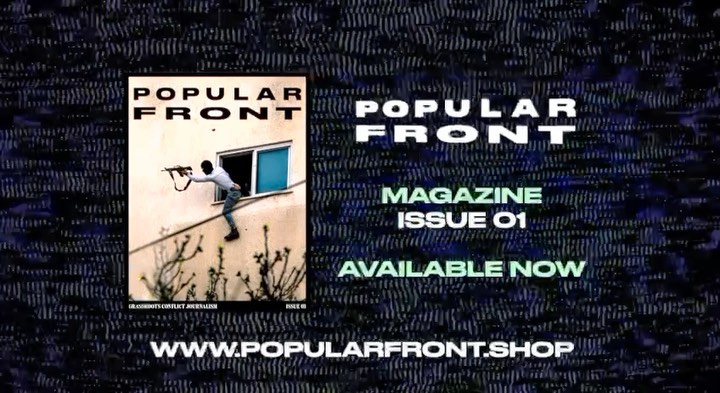 POPULAR
FRONT
GRASSROOTS CONFLICT JOURNALISM
ISSUE 01
POPULAR
FRONT
MAGAZINE
ISSUE 01
AVAILABLE NOW
WWW.POPULARFRONT.SHOP